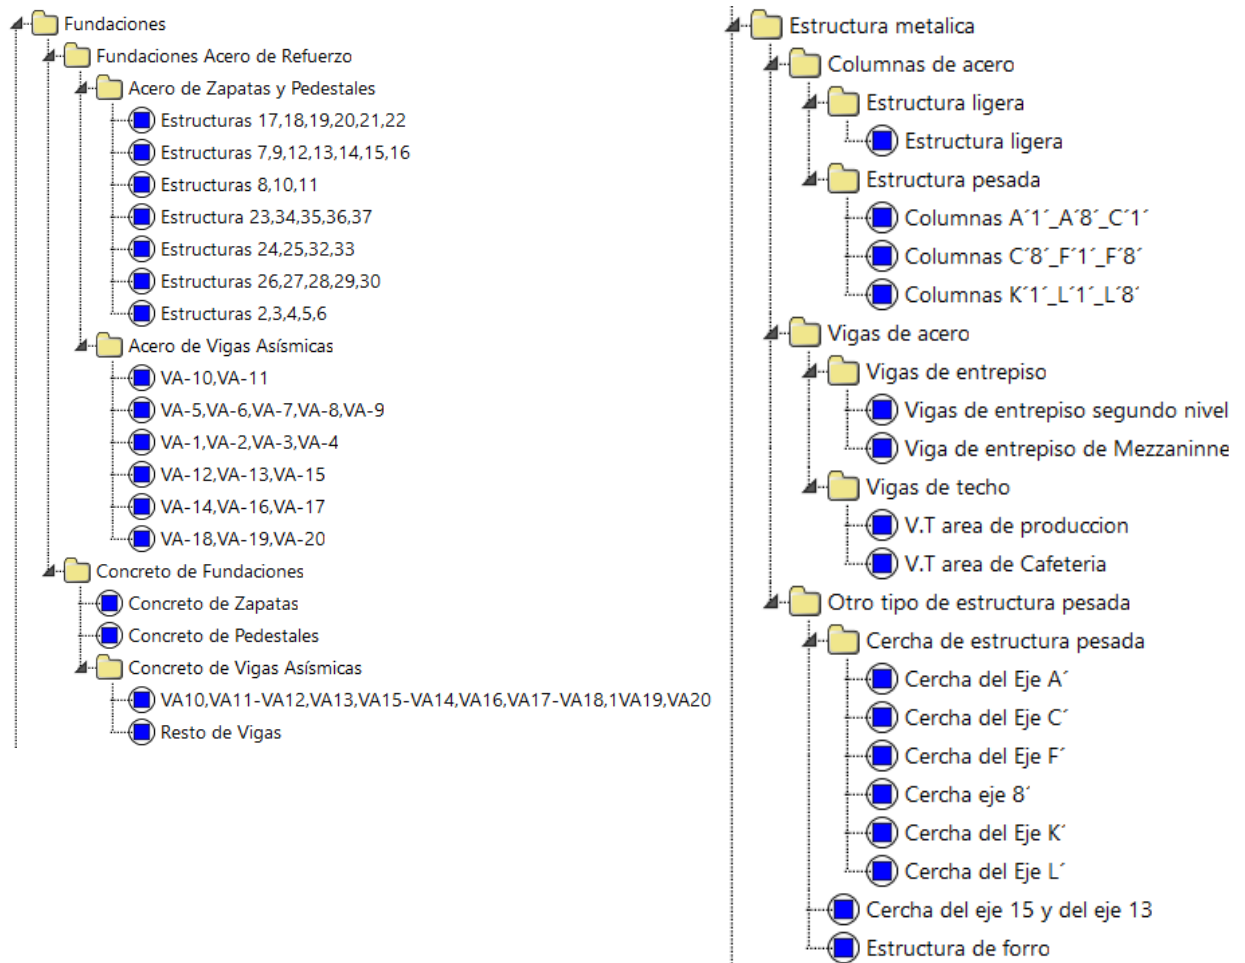 Fundaciones
Fundaciones Acero de Refuerzo
Acero de Zapatas y Pedestales
Estructuras 17,18,19,20,21,22
Estructuras 7,9,12,13,14,15,16
Estructuras 8,10,11
Estructura 23,34,35,36,37
Estructuras 24,25,32,33
Estructuras 26,27,28,29,30
Estructuras 2,3,4,5,6
Acero de Vigas Asísmicas
VA-10,VA-11
VA-5,VA-6,VA-7,VA-8,VA-9
VA-1,VA-2,VA-3,VA-4
VA-12,VA-13,VA-15
VA-14,VA-16,VA-17
VA-18,VA-19,VA-20
Concreto de Fundaciones
Concreto de Zapatas
Concreto de Pedestales
Concreto de Vigas Asísmicas
VA10,VA11-VA12,VA13,VA15-VA14,VA16,VA17-VA18,1VA19,VA20
Resto de Vigas
Estructura metalica
Columnas de acero
Estructura ligera
Estructura ligera
Estructura pesada
Columnas A´1´_A´8´_C´1´
Columnas C´8´_F´1´_F´8´
Columnas K´1´_L´1´_L´8´
Vigas de acero
Vigas de entrepiso
Vigas de entrepiso segundo nivel
Viga de entrepiso de Mezzaninne
Vigas de techo
V.T area de produccion
V.T area de Cafeteria
Otro tipo de estructura pesada
Cercha de estructura pesada
Cercha del Eje A´
Cercha del Eje C´
Cercha del Eje F´
Cercha eje 8´
Cercha del Eje K´
Cercha del Eje L´
Cercha del eje 15 y del eje 13
Estructura de forro